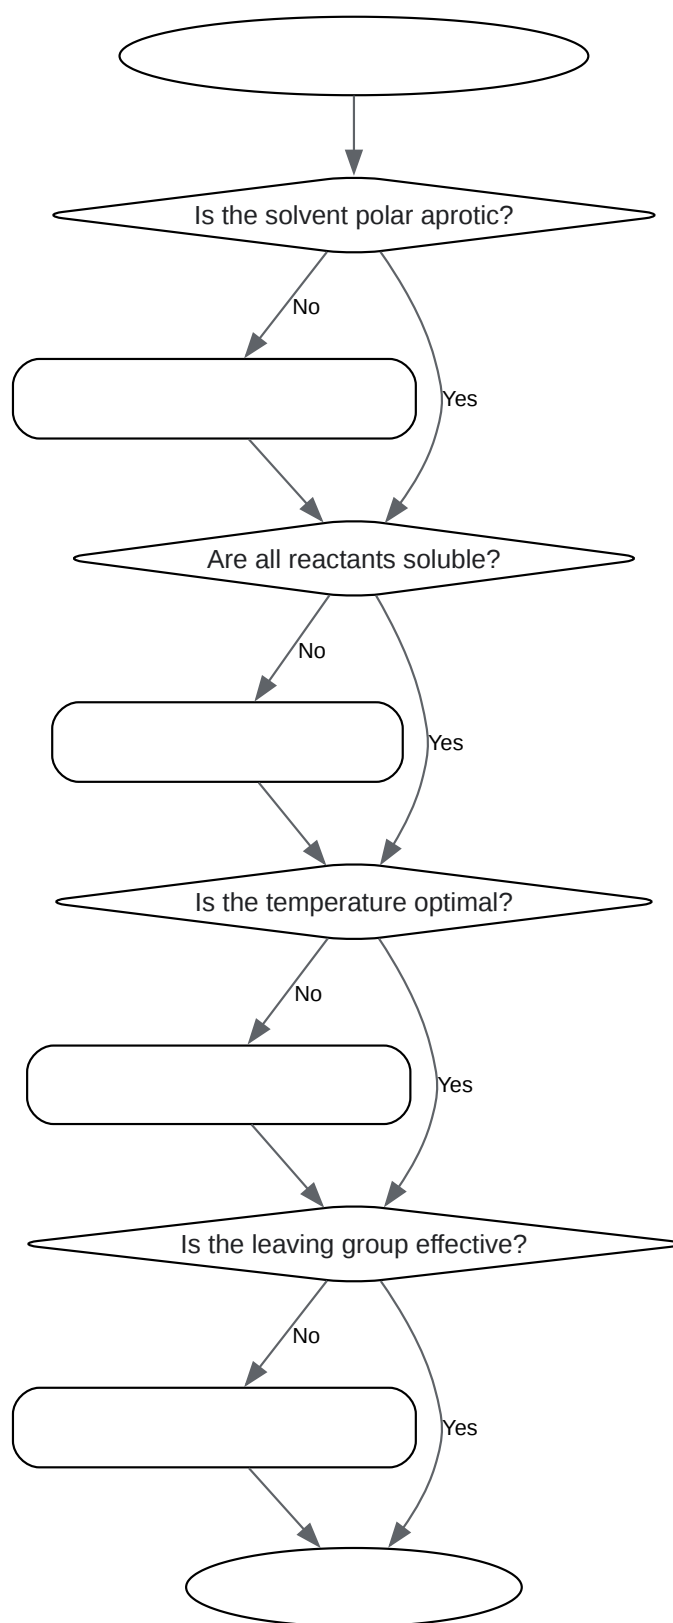 Is the solvent polar aprotic?
No
Yes
Are all reactants soluble?
No
Yes
Is the temperature optimal?
No
Yes
Is the leaving group effective?
No
Yes